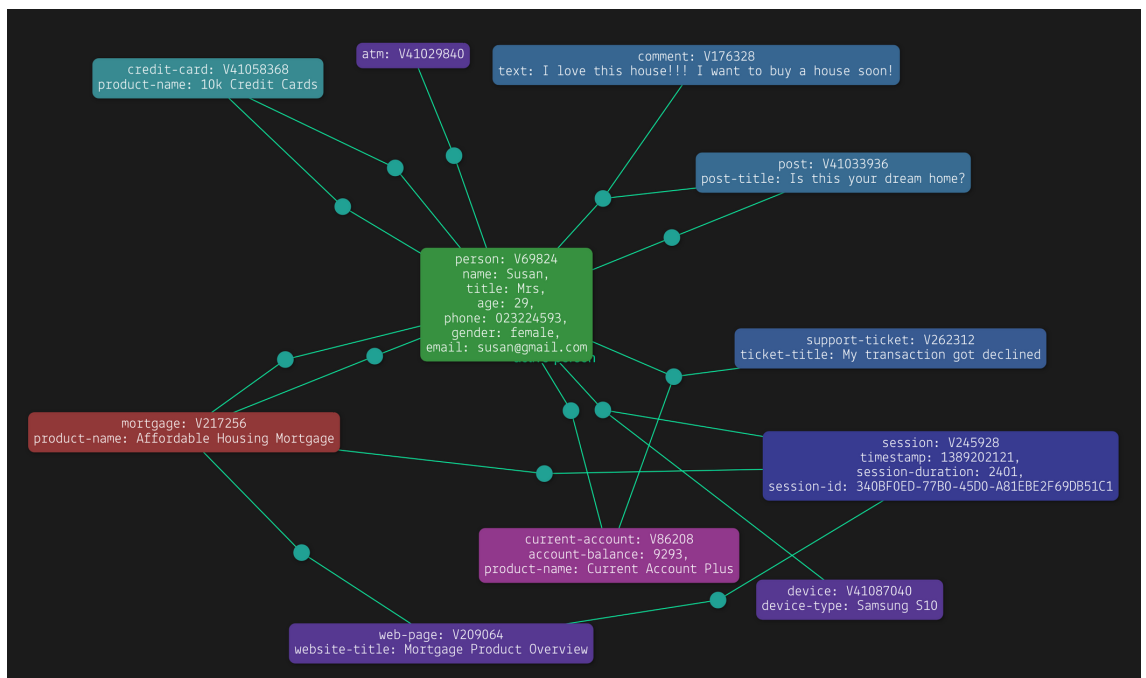 atm: V41029840
comment: V176328
text: I love this house!!! I want to buy a house soon!
credit-card: V41058368
product-name: 10k Credit Cards
post: V41033936
post-title: Is this your dream home?
person: V69824
name: Susan,
title: Mrs,
age: 29,
phone: 023224593,
gender: female,
email: susan@gmail.com
support-ticket: V262312
ticket-title: My transaction got declined
mortgage: V217256
product-name: Affordable Housing Mortgage
session: V245928
timestamp: 1389202121,
session-duration: 2401,
session-id: 340BF0ED-77B0-45D0-A81EBE2F69DB51C1
current-account: V86208
account-balance: 9293,
product-name: Current Account Plus
device: V41087040
device-type: Samsung S10
web-page: V209064
website-title: Mortgage Product Overview